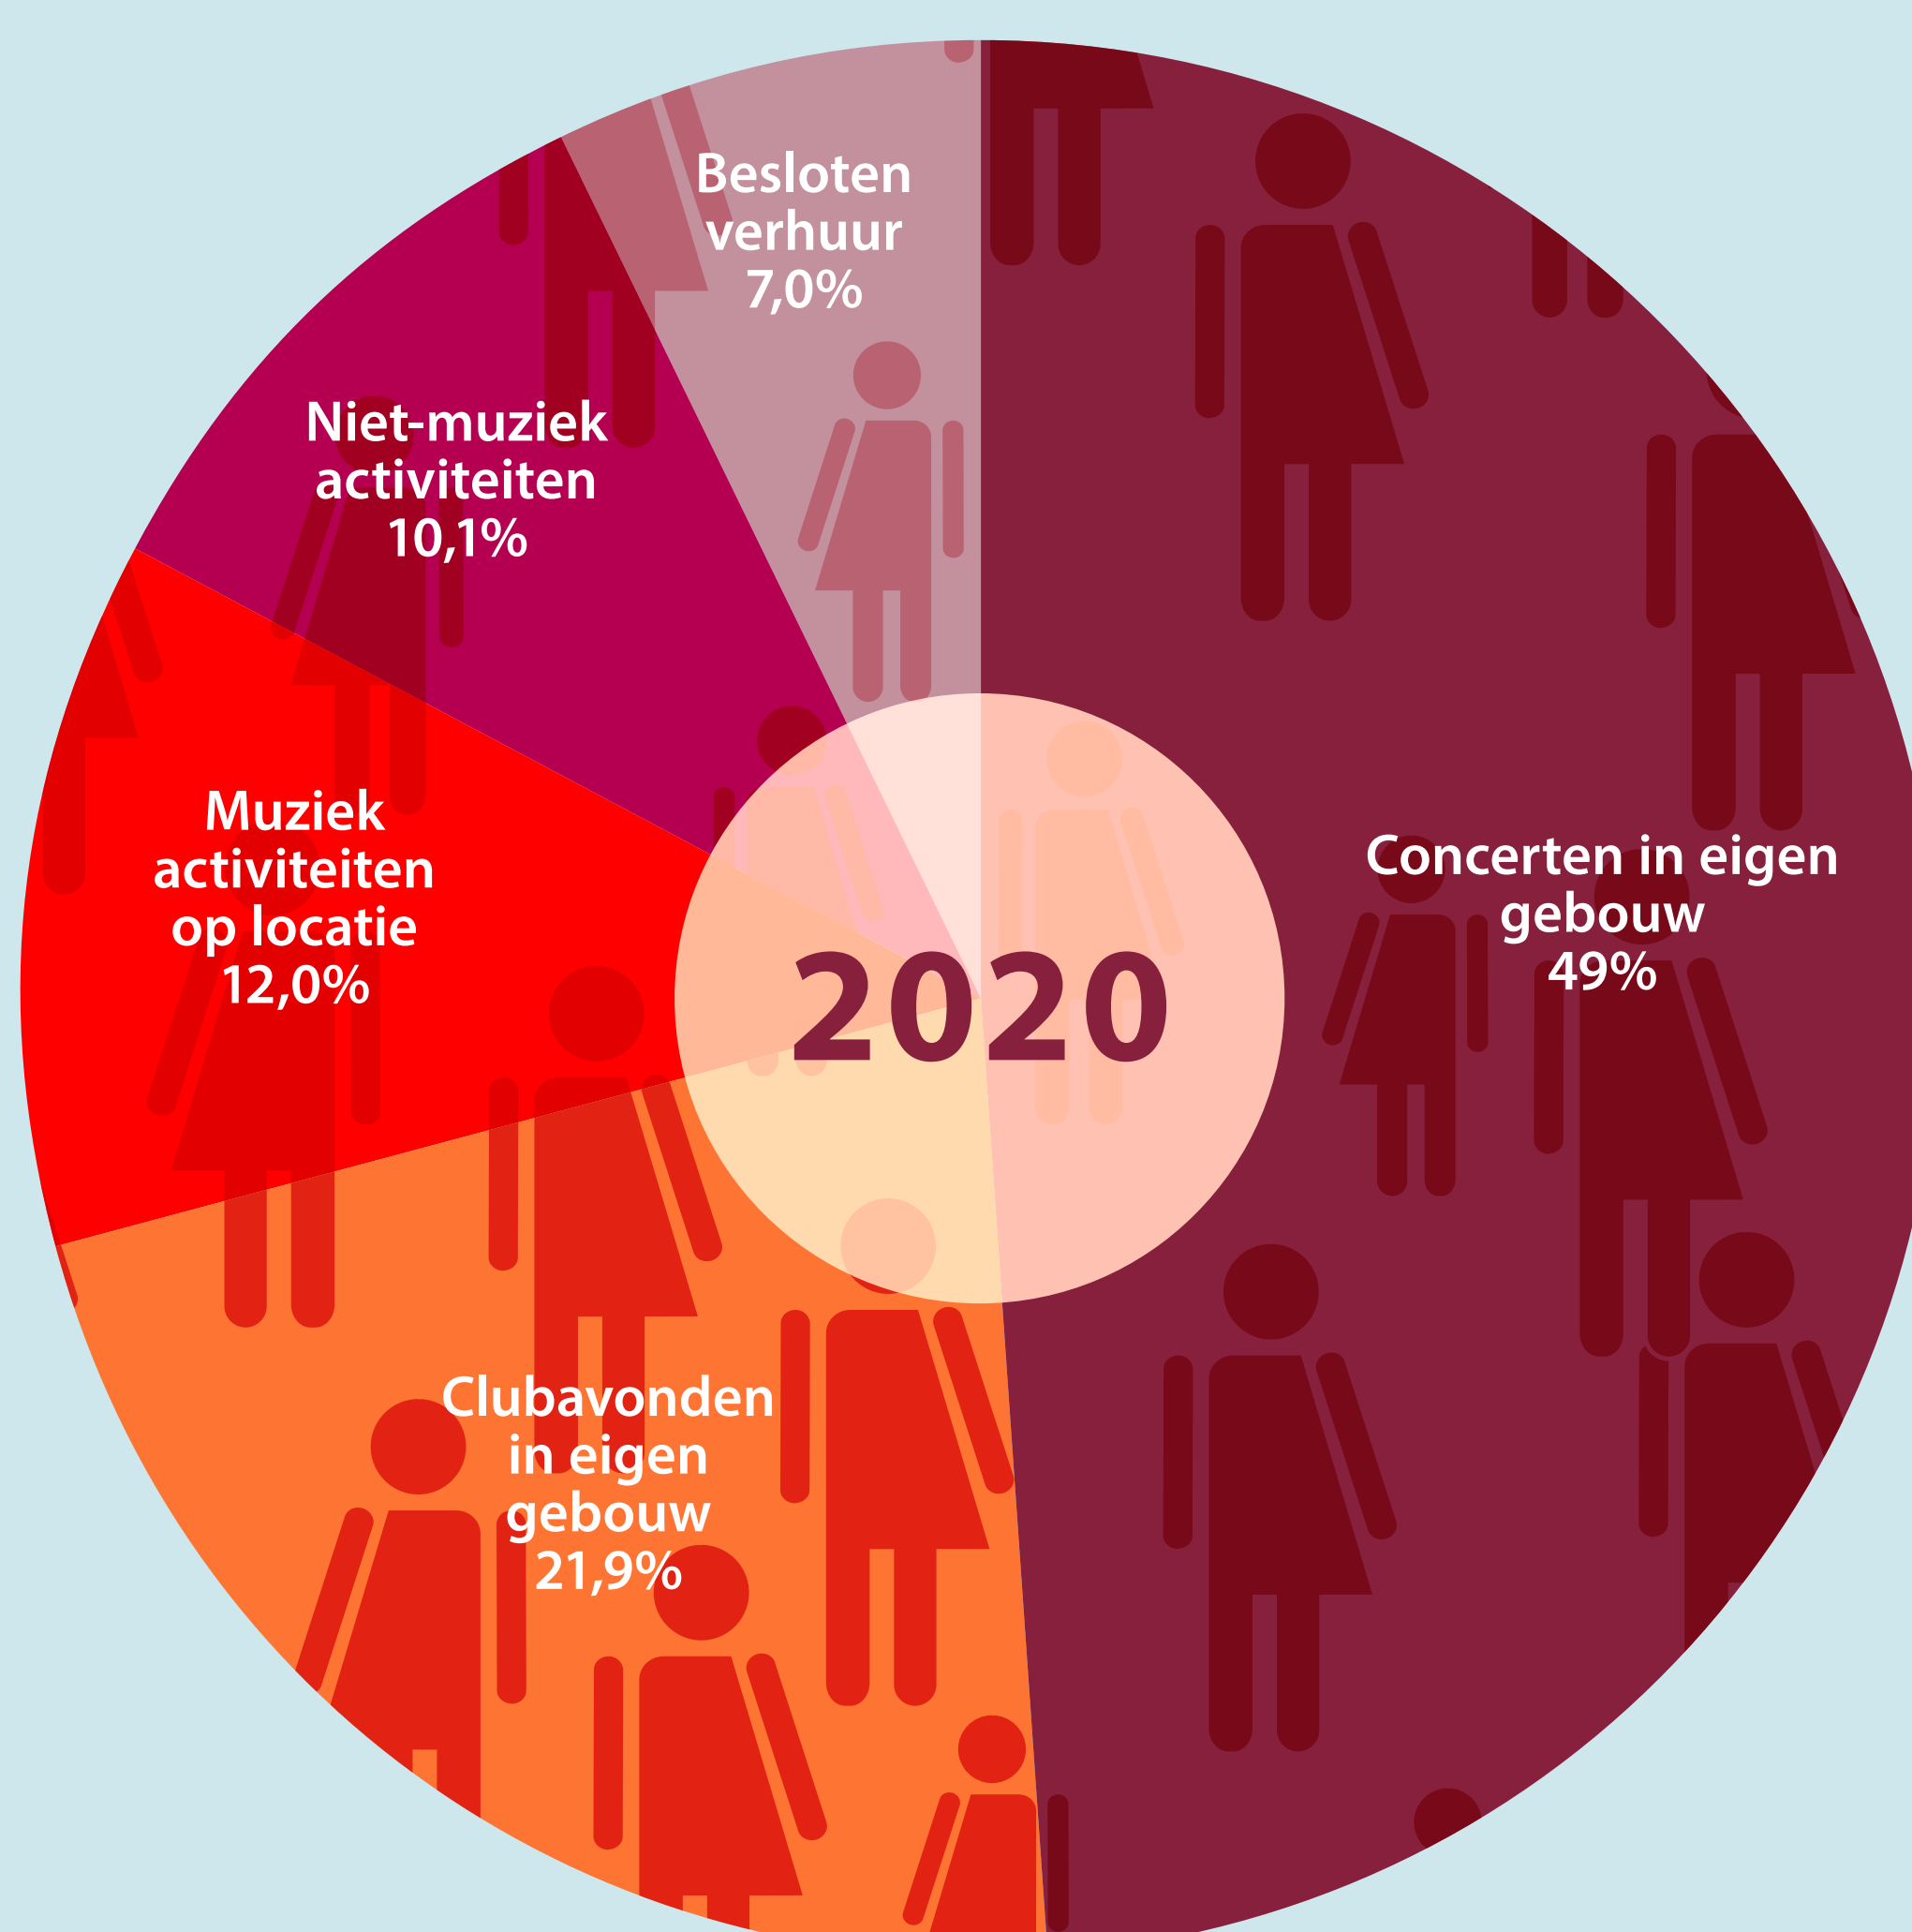 Besloten
verhuur
7,0%
Niet-muziek
activiteiten
10,1%
Muziek
activiteiten
op locatie
12,0%
Concerten in eigen
gebouw
49%
2020
Clubavonden
in eigen
gebouw
21,9%